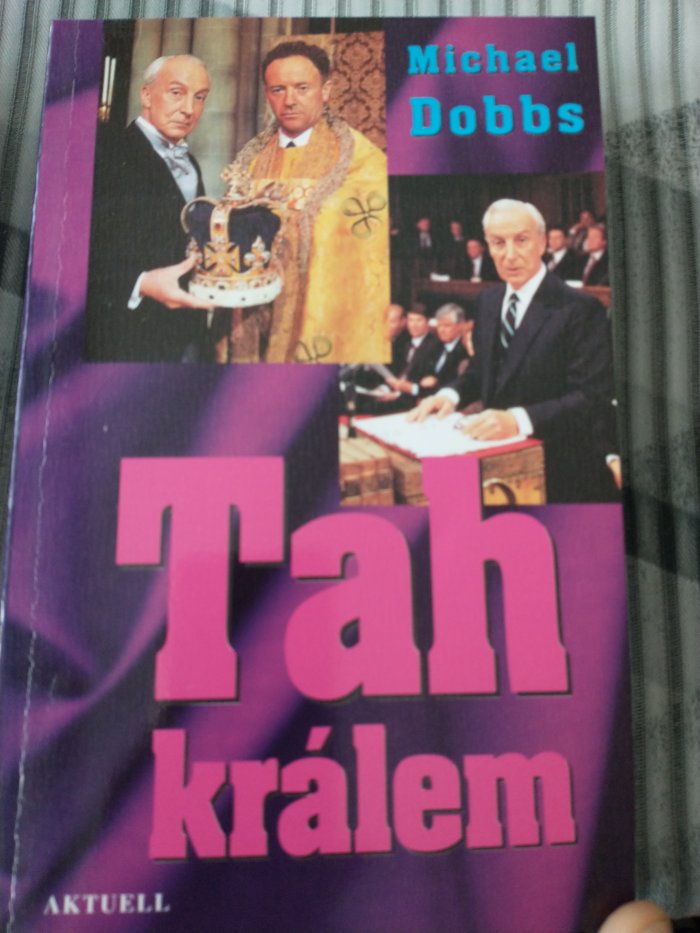 Michael
Dobbs
Tah
králem
AKTUELL